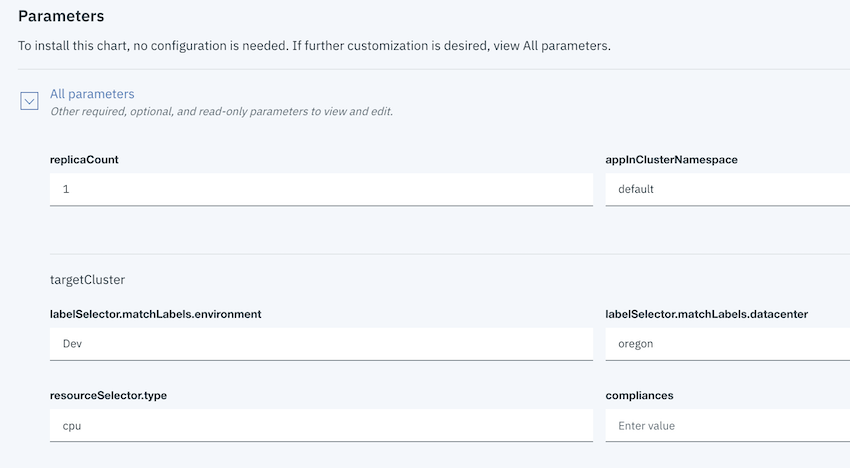 Parameters
To install this chart, no configuration is needed. If further customization is desired, view All parameters.
All parameters
Other required, optional, and read-only parameters to view and edit.
replicaCount
appInClusterNamespace
1
default
targetCluster
labelSelector.matchLabels.environment
labelSelector.matchLabels.datacenter
Dev
oregon
resourceSelector.type
compliances
cpu
Enter value